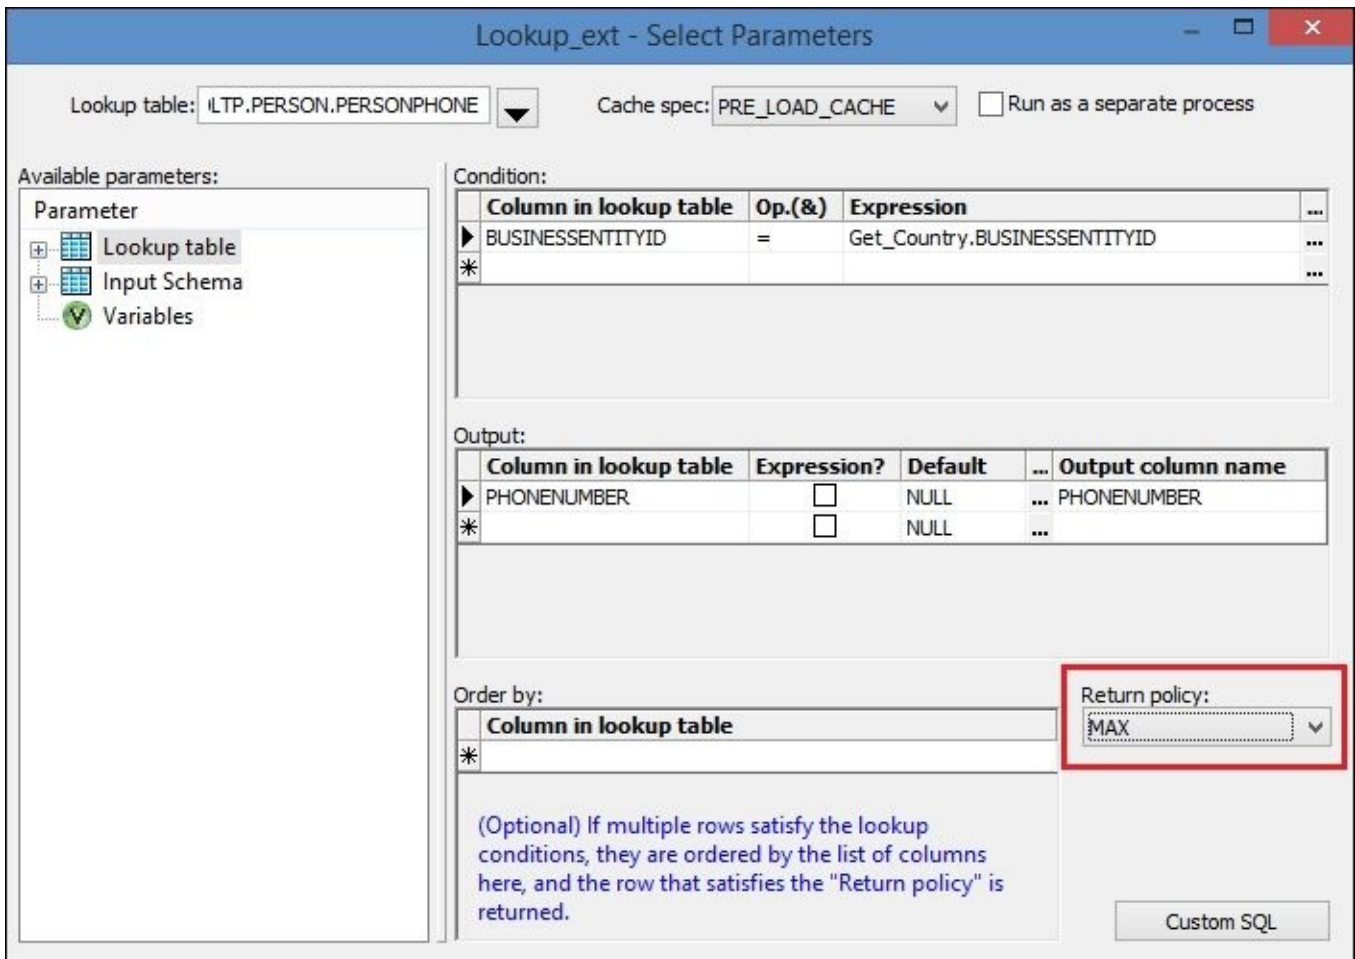 Lookup_ext - Select Parameters
Lookup table: LTP.PERSON.PERSONPHONE Cache spec: PRE_LOAD_CACHE Run as a separate process
Available parameters:
Parameter
Lookup table
Input Schema
Variables
Condition:
Column in lookup table Op.(&) Expression ...
BUSINESSENTITYID = Get_Country.BUSINESSENTITYID ...
...
Output:
Column in lookup table Expression? Default ... Output column name
PHONENUMBER NULL ... PHONENUMBER
NULL ...
Order by:
Column in lookup table
(Optional) If multiple rows satisfy the lookup
conditions, they are ordered by the list of columns
here, and the row that satisfies the "Return policy" is
returned.
Return policy:
MAX
Custom SQL